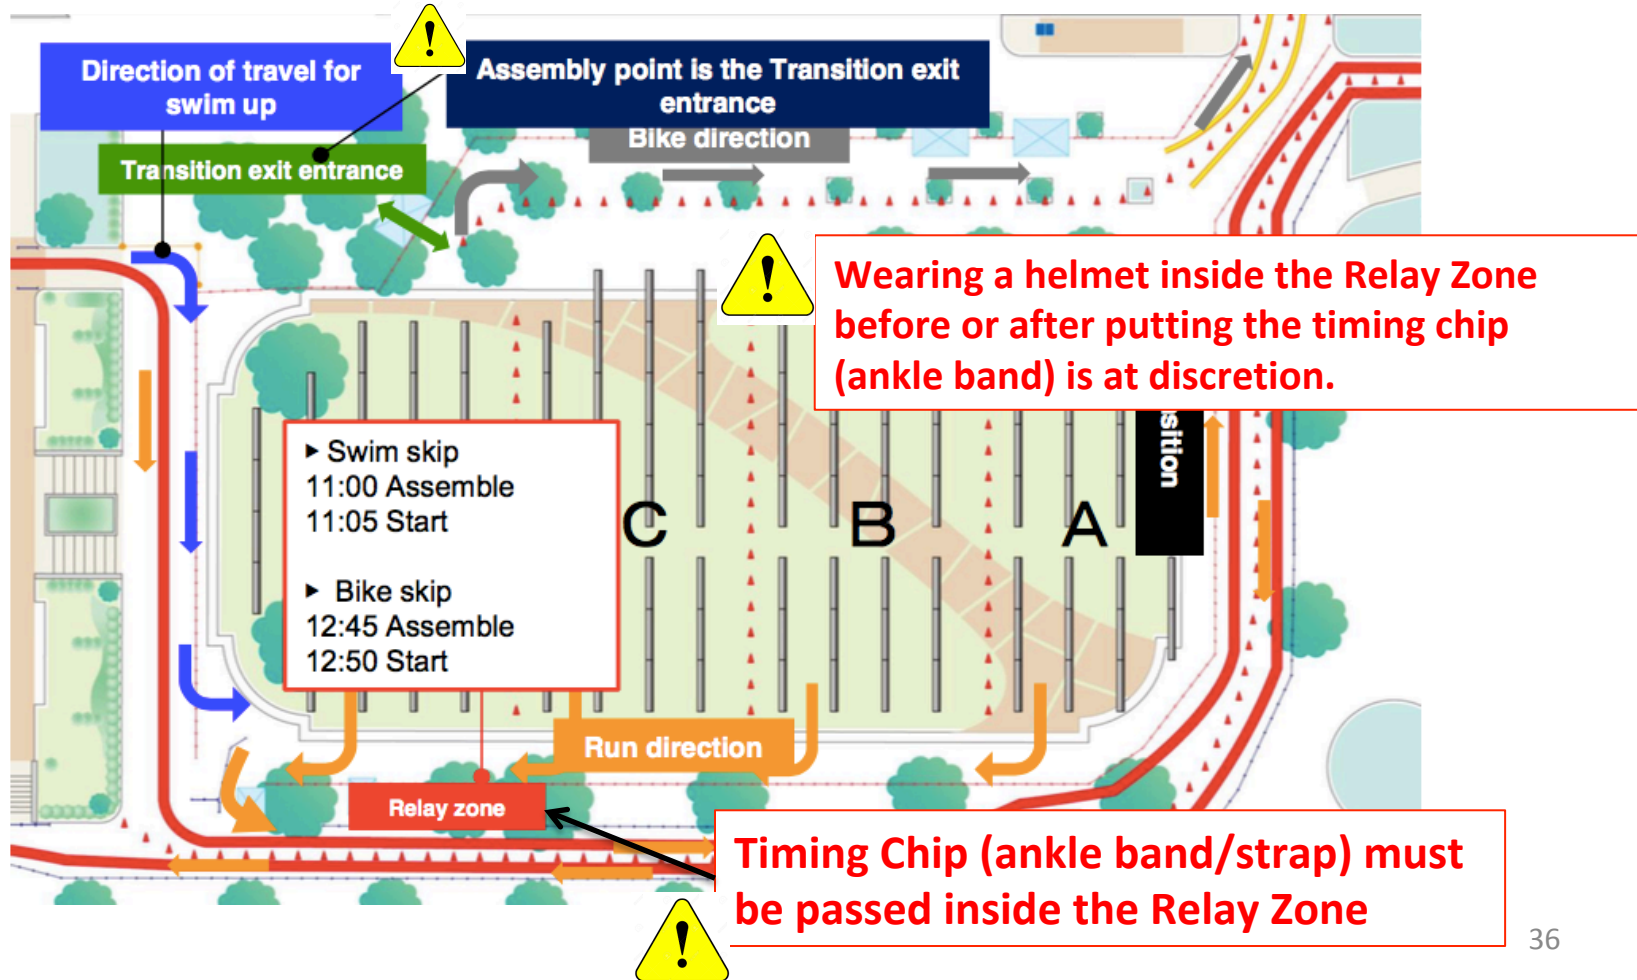 Direction of travel for
swim up
Assembly point is the Transition exit
entrance
Bike direction
Transition exit entrance
Wearing a helmet inside the Relay Zone
before or after putting the timing chip
(ankle band) is at discretion.
sition
▸ Swim skip
11:00 Assemble
11:05 Start
▸ Bike skip
12:45 Assemble
12:50 Start
C
B
A
Run direction
Relay zone
Timing Chip (ankle band/strap) must
be passed inside the Relay Zone
36